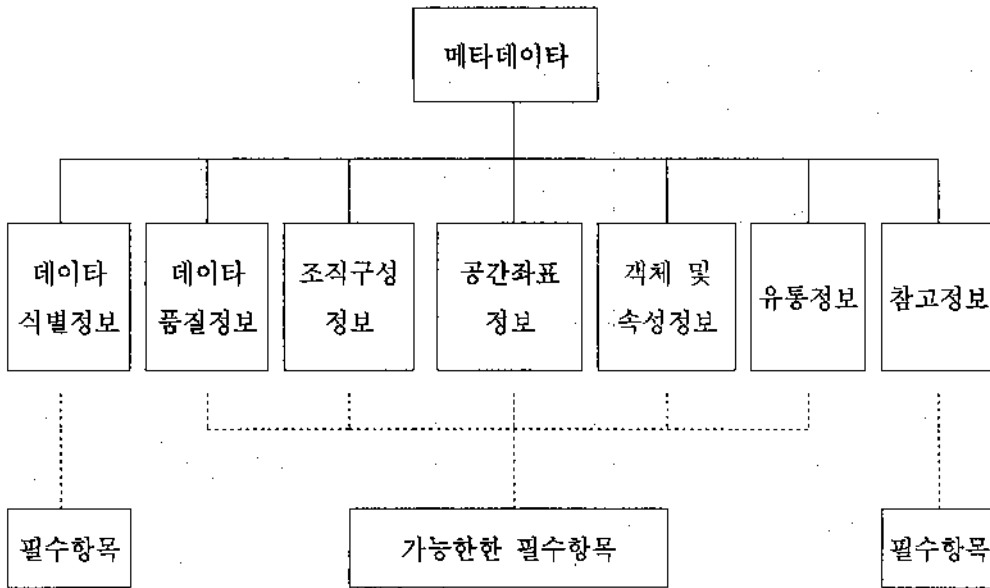 메타데이타
데이타
식별정보
데이타
품질정보
조직구성
정보
공간좌표
정보
객체 및
속성정보
유통정보
참고정보
필수항목
가능한한 필수항목
필수항목